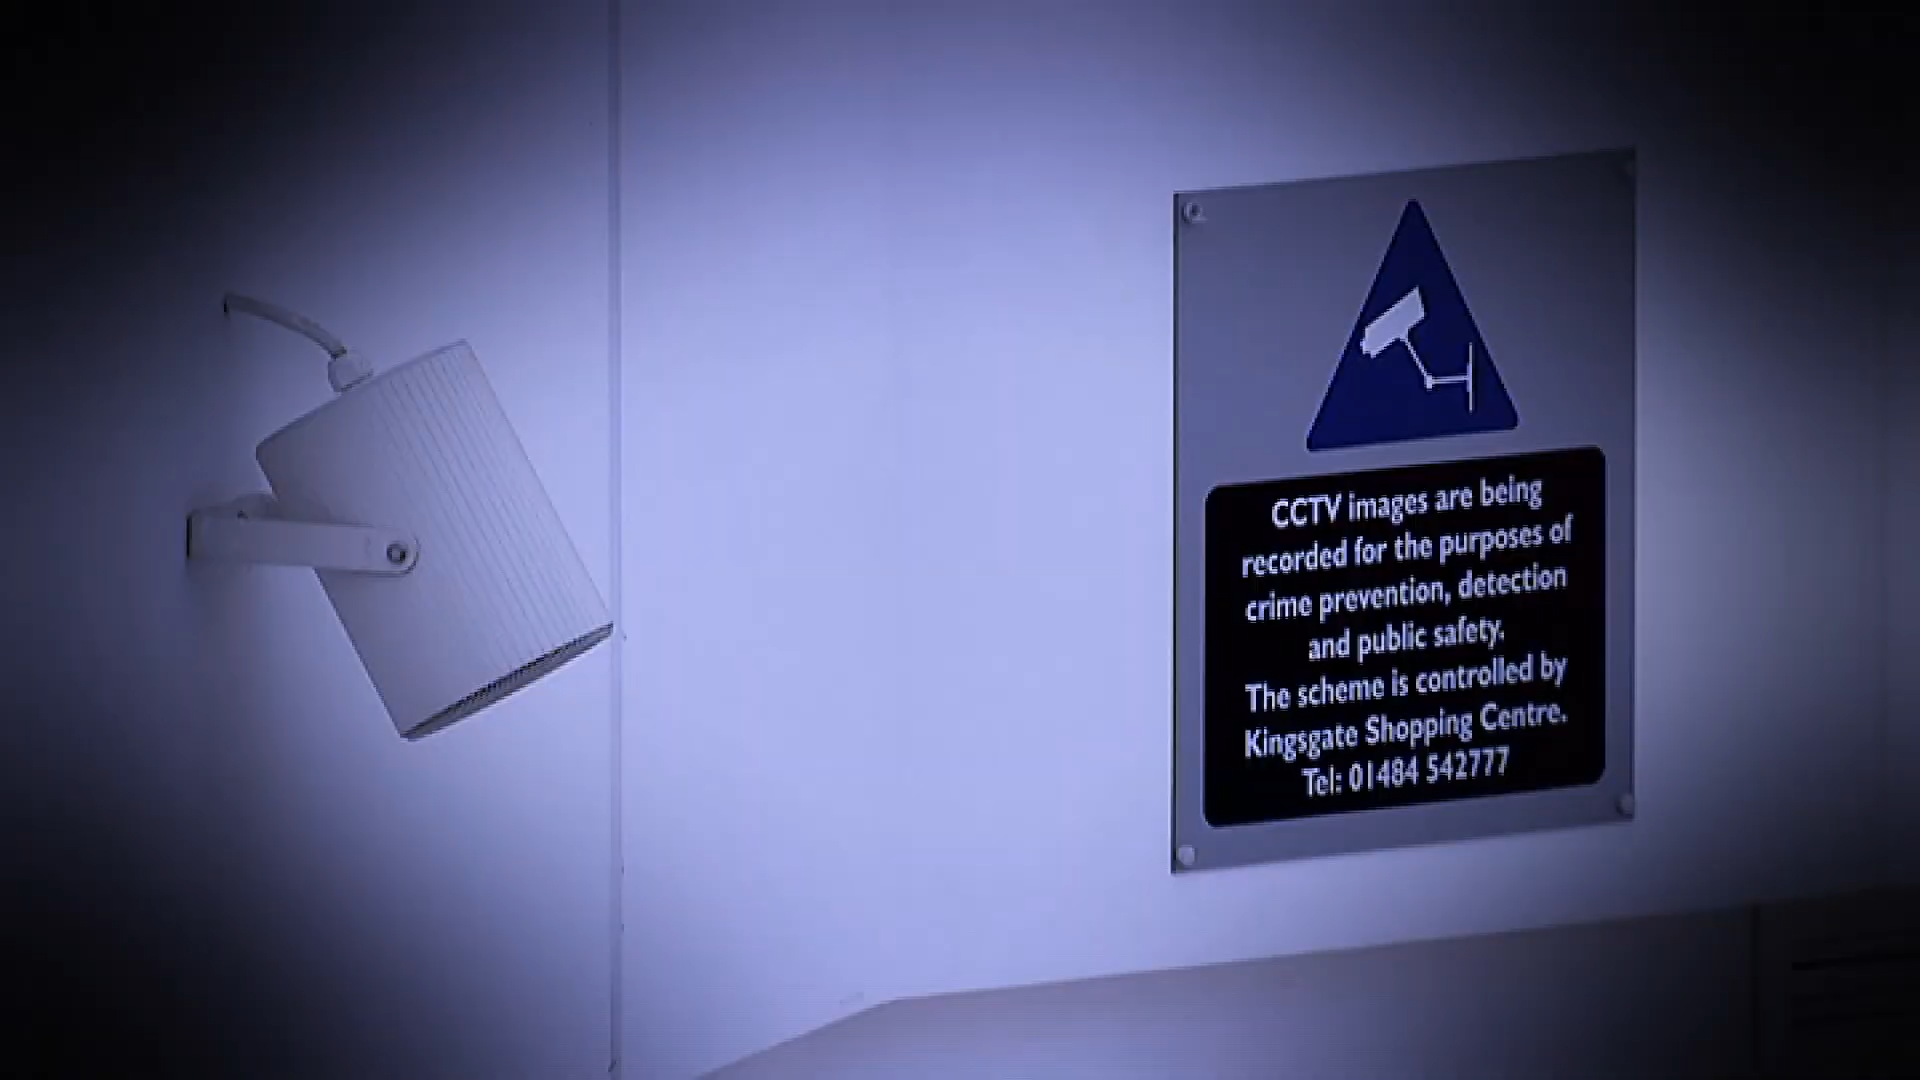 CCTV images are being
recorded for the purposes of
crime prevention, detection
and public safety.
The scheme is controlled by
Kingsgate Shopping Centre.
Tel: 01484 542777